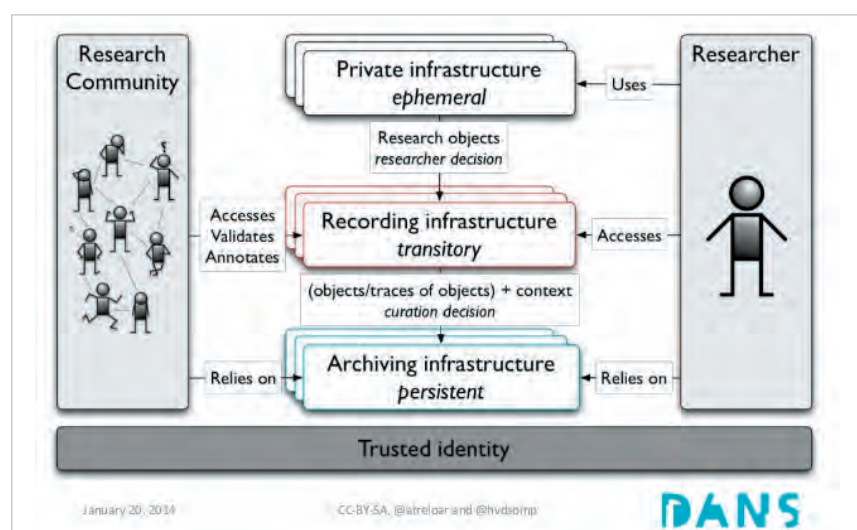 Research
Community
Private infrastructure
ephemeral
Researcher
Uses
Research objects
researcher decision
Accesses
Validates
Annotates
Recording infrastructure
transitory
Accesses
(objects/traces of objects) + context
curation decision
Relies on
Archiving infrastructure
persistent
Relies on
Trusted identity
January 20, 2014
CC-BY-SA, @atreloar and @hvdsomp
DANS